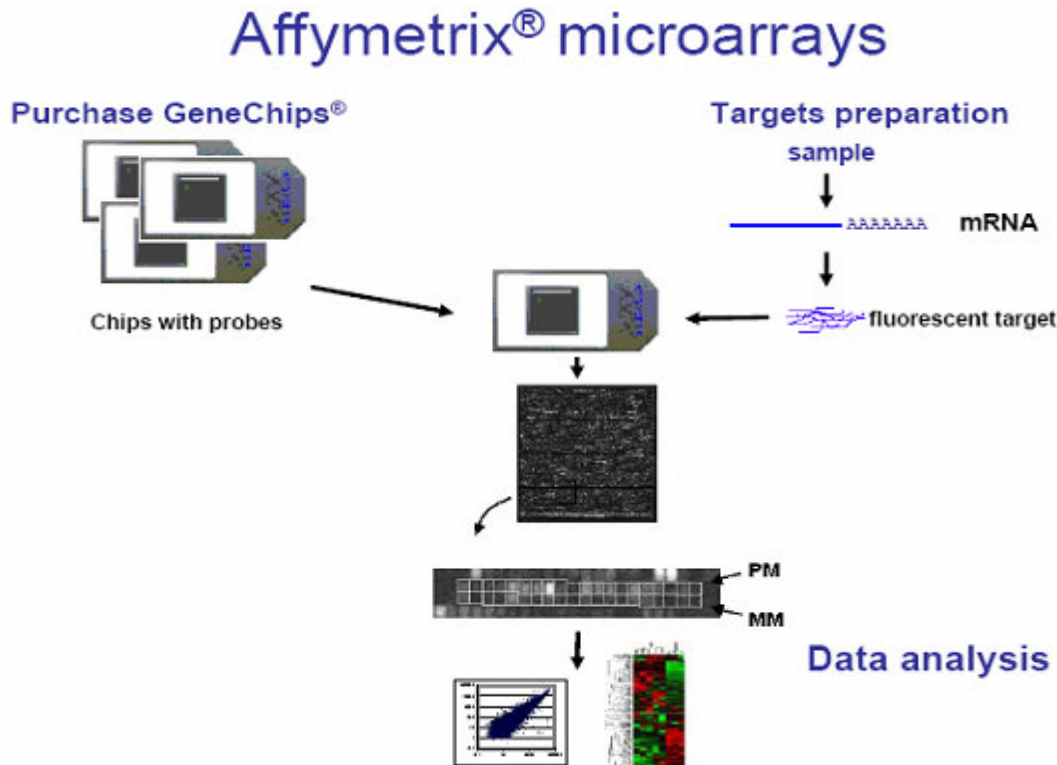 Affymetrix® microarrays
Purchase GeneChips®
Chips with probes
Targets preparation
sample
AAAAAAA mRNA
fluorescent target
PM
MM
Data analysis